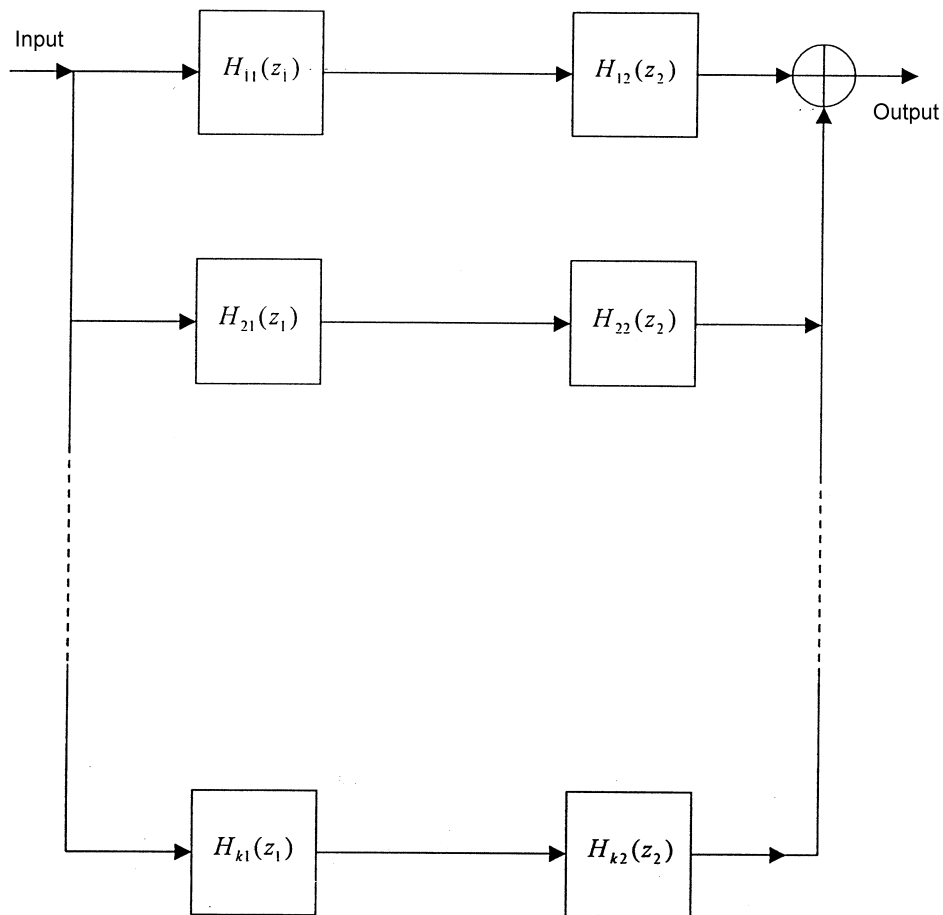 Input
H₁₁(z₁)
H₁₂(z₂)
Output
H₂₁(z₁)
H₂₂(z₂)
Hₖ₁(z₁)
Hₖ₂(z₂)